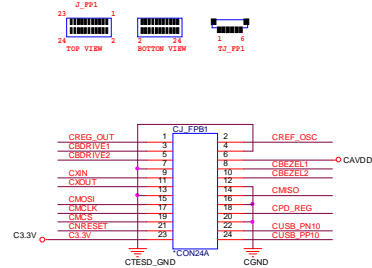 J_FP1
23 1
24 2 2 24 1 6
TOP VIEW BOTTON VIEW TJ_FP1
CJ_FPB1
CREG_OUT 1 2 CREF_OSC
CBDRIVE1 3 4
CBDRIVE2 5 6 CAVDD
7 8 CBEZEL1
CXIN 9 10 CBEZEL2
CXOUT 11 12
13 14 CMISO
CMOSI 15 16
CMCLK 17 18 CPD_REG
CMCS 19 20
CNRESET 21 22 CUSB_PN10
C3.3V C3.3V 23 24 CUSB_PP10
*CON24A
CTESD_GND CGND